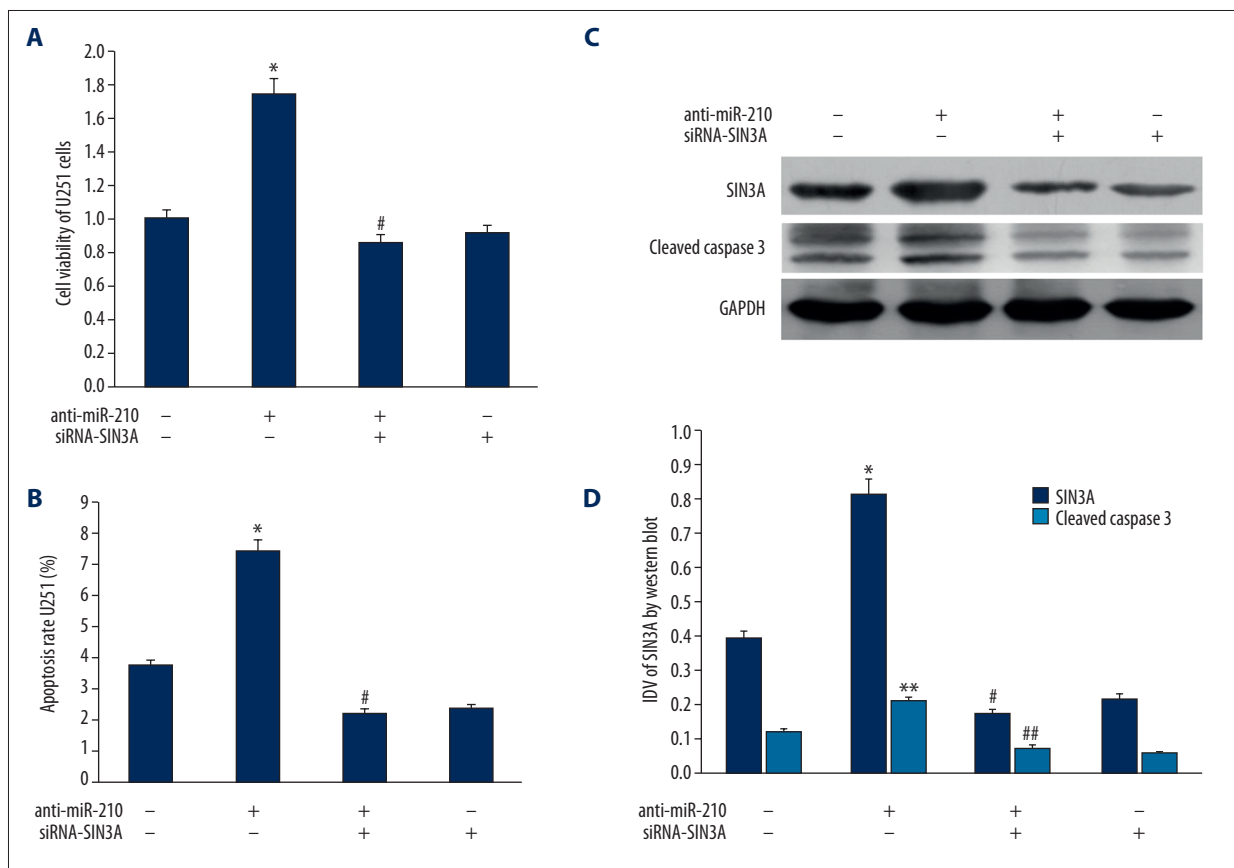 A
Cell viability of U251 cells
2.0
1.8
1.6
1.4
1.2
1.0
0.8
0.6
0.4
0.2
0.0
*
#
anti-miR-210 – + + –
siRNA-SIN3A – – + +
B
Apoptosis rate U251 (%)
9
8
7
6
5
4
3
2
1
0
*
#
anti-miR-210 – + + –
siRNA-SIN3A – – + +
C
anti-miR-210 – + + –
siRNA-SIN3A – – + +
SIN3A
Cleaved caspase 3
GAPDH
D
IDV of SIN3A by western blot
1.0
0.9
0.8
0.7
0.6
0.5
0.4
0.3
0.2
0.1
0.0
*
**
#
##
SIN3A
Cleaved caspase 3
anti-miR-210 – + + –
siRNA-SIN3A – – + +